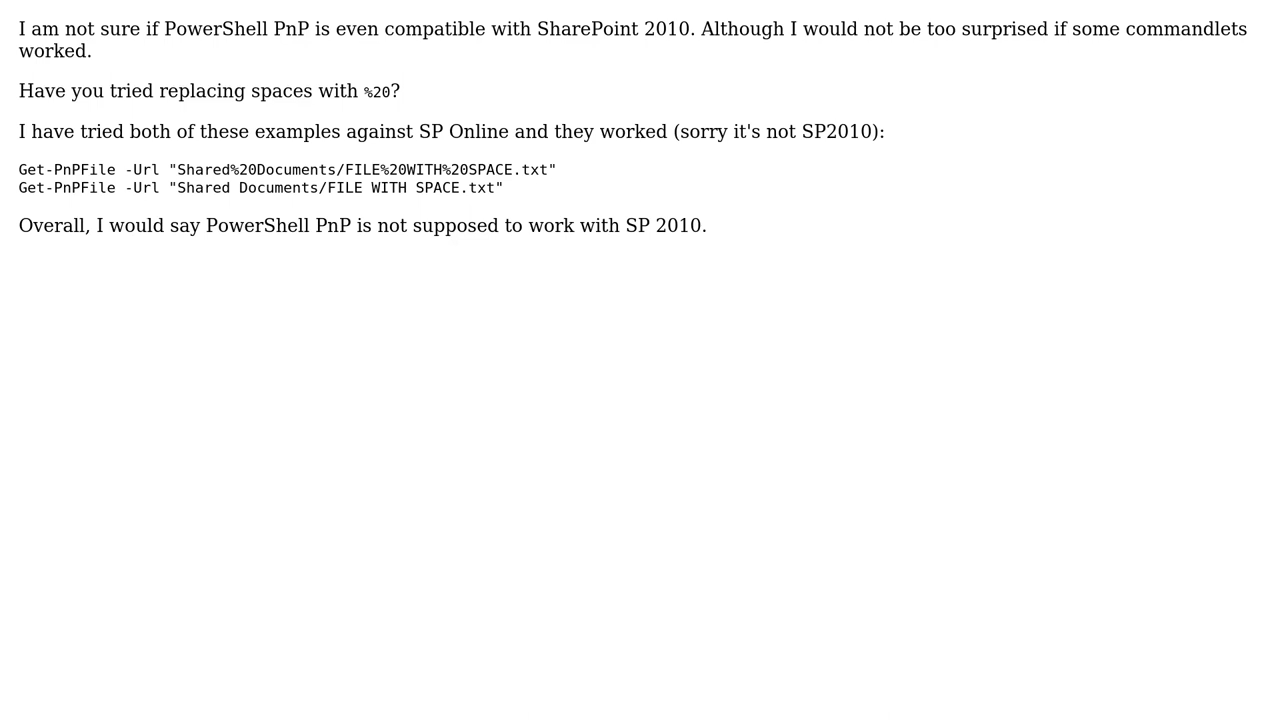 I am not sure if PowerShell PnP is even compatible with SharePoint 2010. Although I would not be too surprised if some commandlets
worked.
Have you tried replacing spaces with %20?
I have tried both of these examples against SP Online and they worked (sorry it's not SP2010):
Get-PnPFile -Url "Shared%20Documents/FILE%20WITH%20SPACE.txt"
Get-PnPFile -Url "Shared Documents/FILE WITH SPACE.txt"
Overall, I would say PowerShell PnP is not supposed to work with SP 2010.